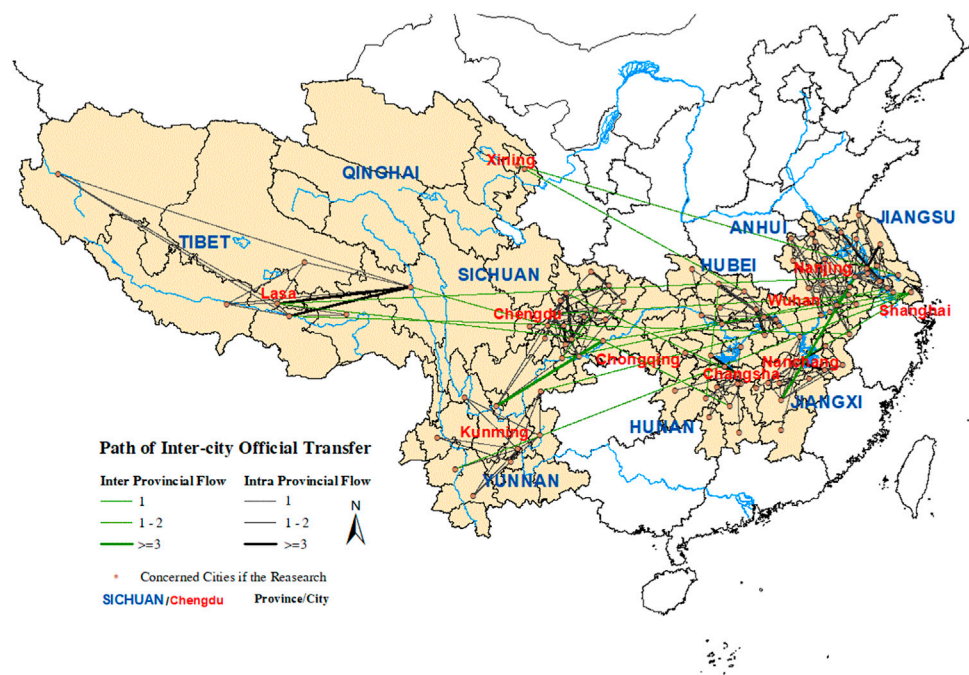 Xining
QINGHAI
JIANGSU
ANHUI
TIBET
SICHUAN
HUBEI
Nanjing
Lasa
Wuhan
Shanghai
Chengdu
Chongqing
Nanchang
Changsha
JIANGXI
HUNAN
Kunming
YUNNAN
Path of Inter-city Official Transfer
Inter Provincial Flow Intra Provincial Flow
1 1
1 - 2 1 - 2
>=3 >=3
N
Concerned Cities if the Reasearch
SICHUAN/Chengdu Province/City